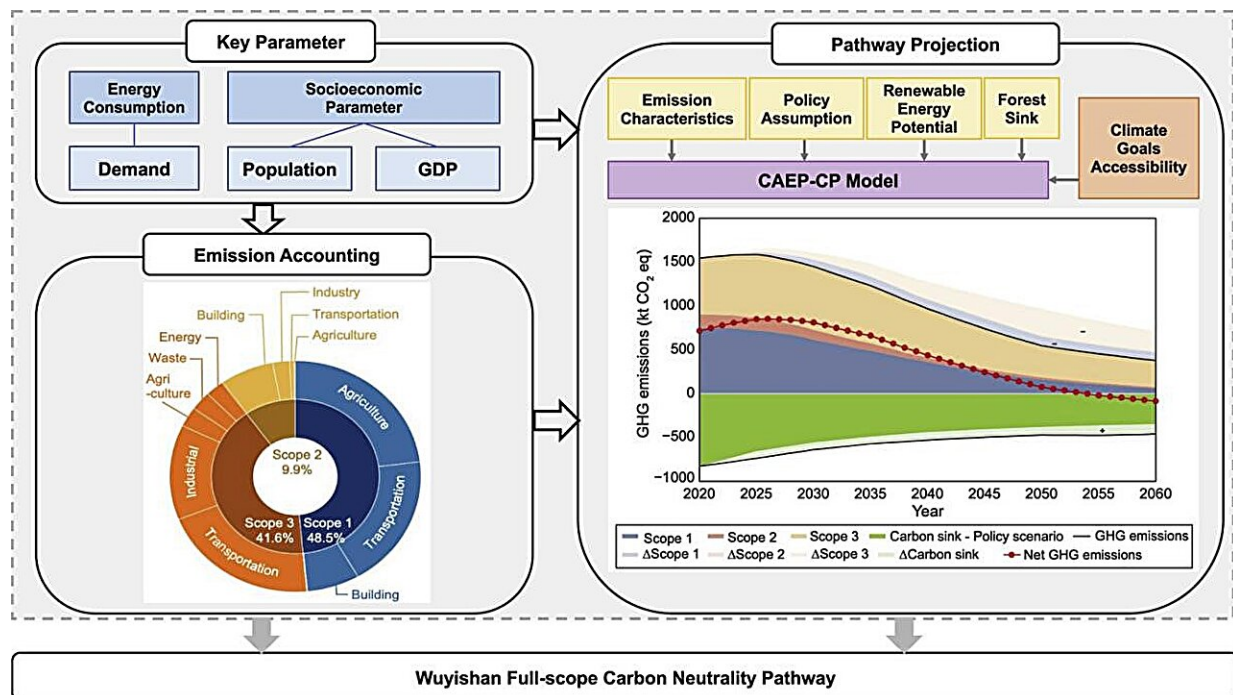 Key Parameter
Energy
Consumption
Socioeconomic
Parameter
Demand
Population
GDP
Emission Accounting
Industry
Building
Transportation
Energy
Agriculture
Waste
Agri
-culture
Agriculture
Industrial
Scope 2
9.9%
Scope 3
41.6%
Scope 1
48.5%
Transportation
Transportation
Building
Pathway Projection
Emission
Characteristics
Policy
Assumption
Renewable
Energy
Potential
Forest
Sink
Climate
Goals
Accessibility
CAEP-CP Model
GHG emissions (kt CO₂ eq)
2000
1500
1000
500
0
−500
−1000
-
-
+
2020 2025 2030 2035 2040 2045 2050 2055 2060
Year
Scope 1 Scope 2 Scope 3 Carbon sink - Policy scenario GHG emissions
ΔScope 1 ΔScope 2 ΔScope 3 ΔCarbon sink Net GHG emissions
Wuyishan Full-scope Carbon Neutrality Pathway